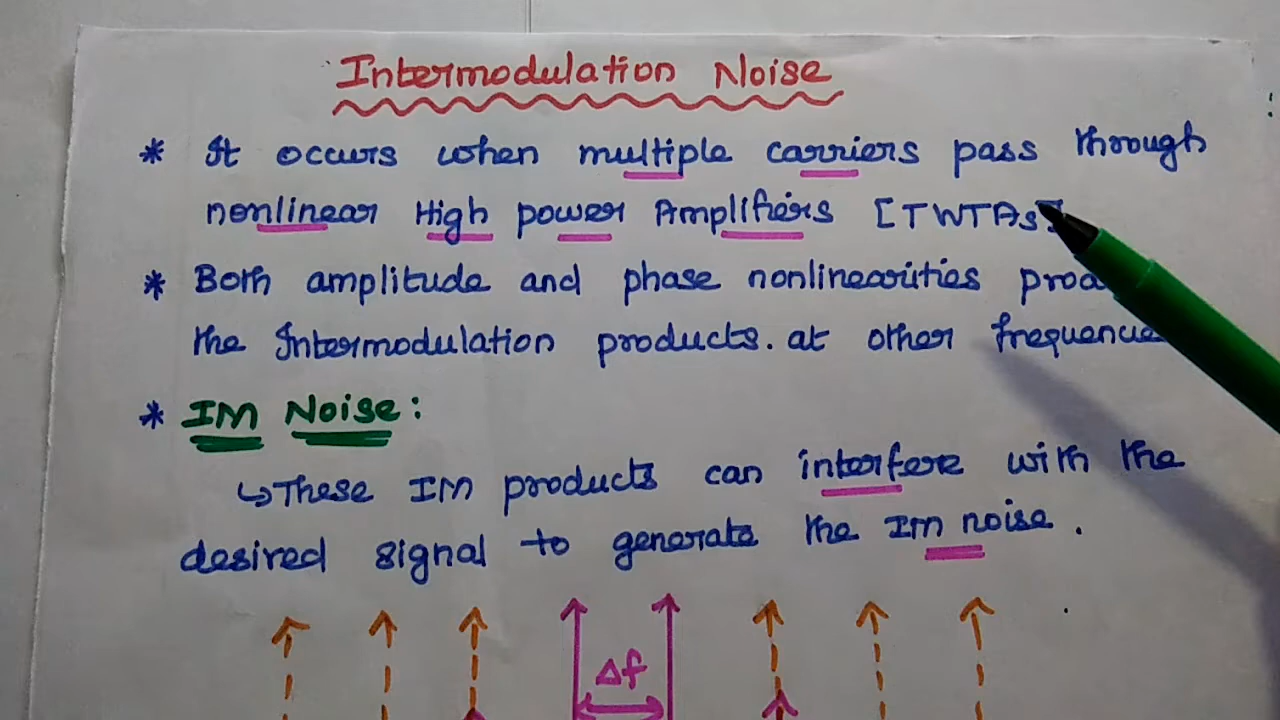 Intermodulation Noise
* It occurs when multiple carriers pass through
nonlinear High power Amplifiers [TWTAs]
* Both amplitude and phase nonlinearities
the Intermodulation products. at other
* IM Noise:
↳These IM products can interfere with the
desired signal to generate the IM noise.
Δf